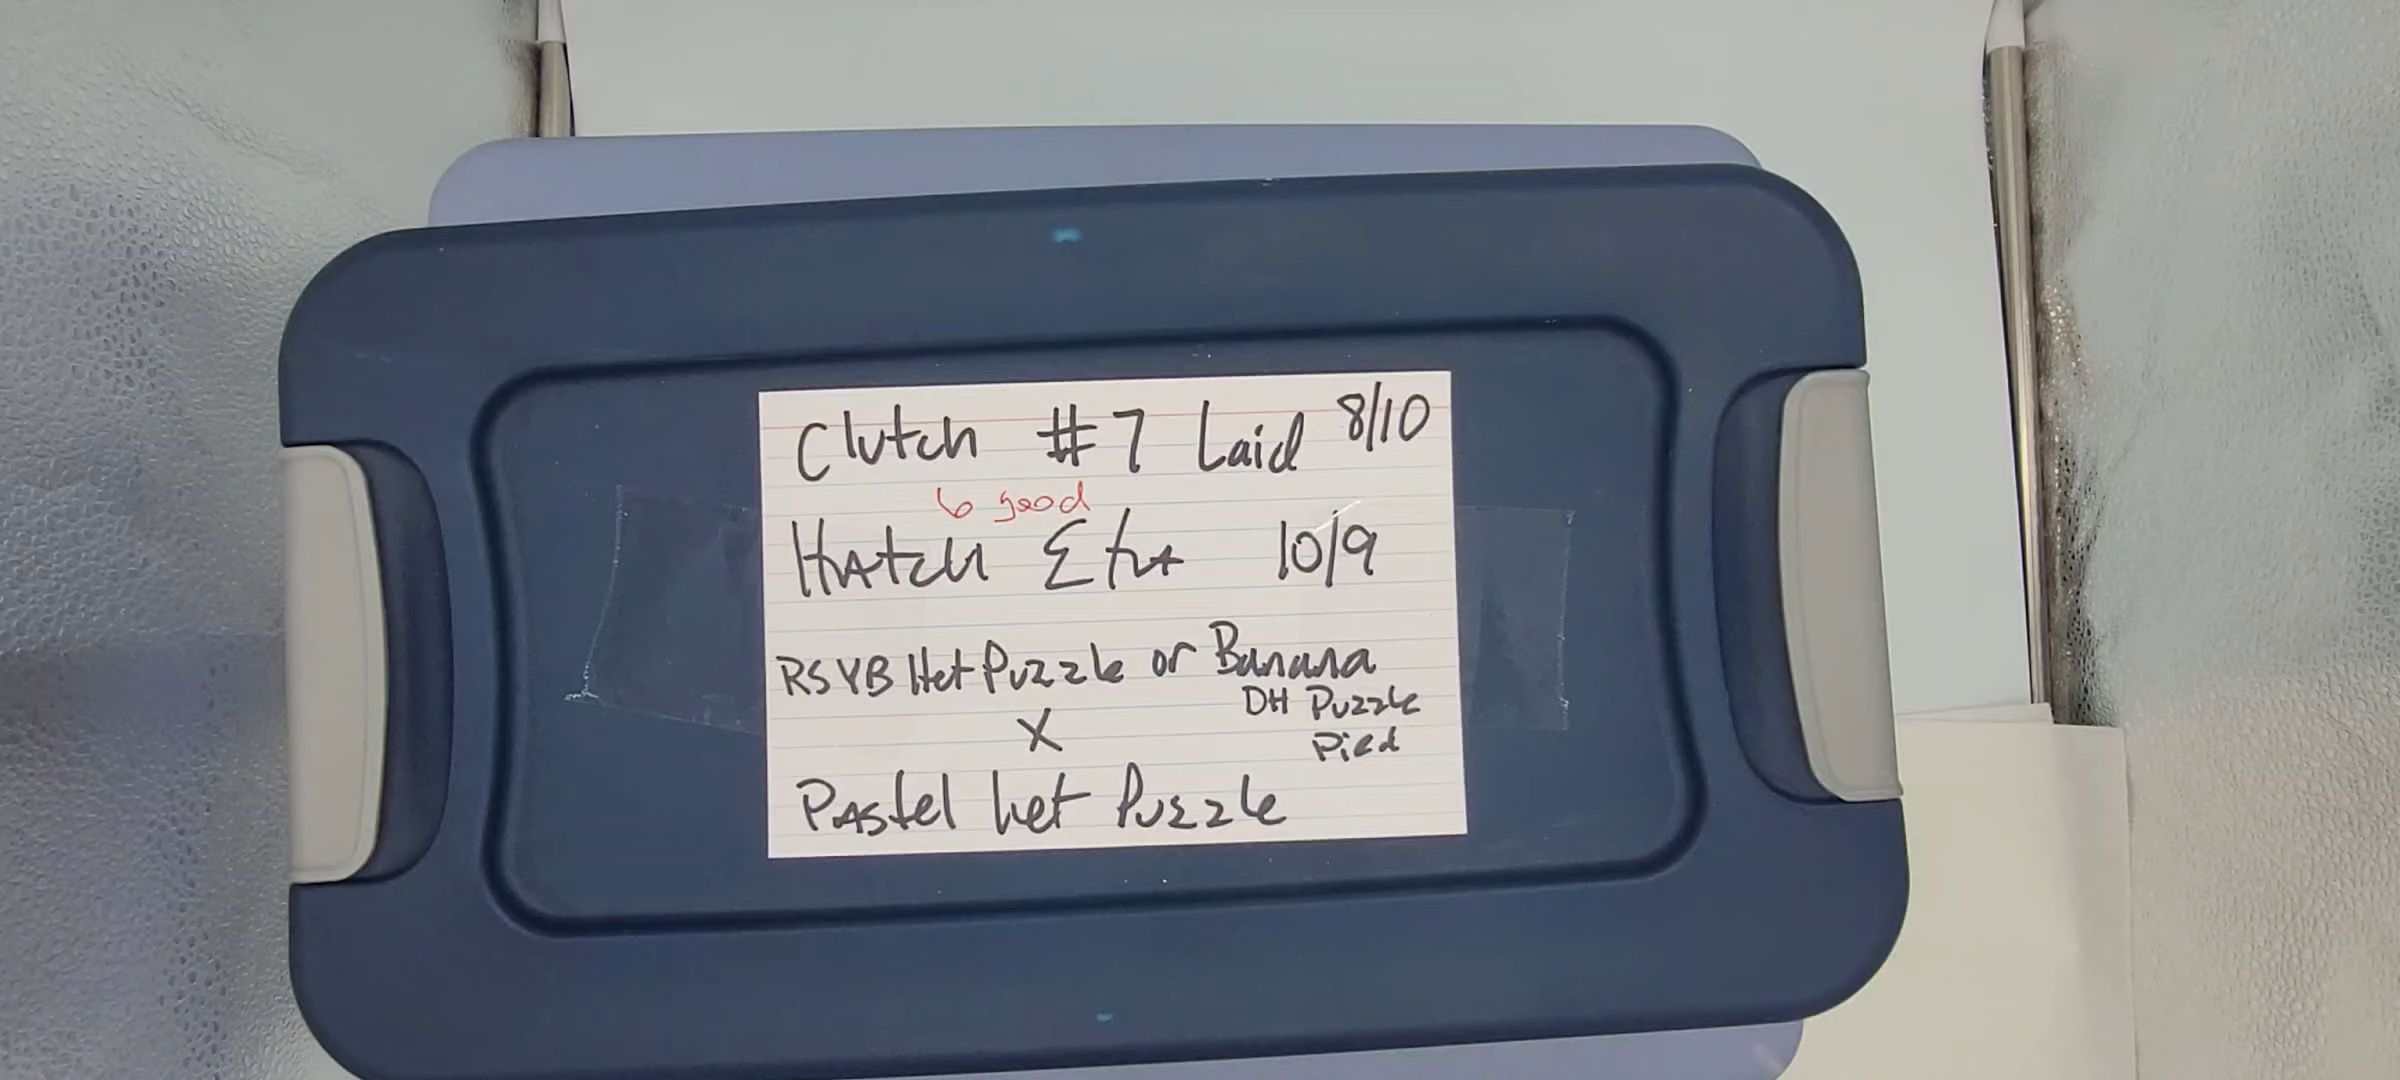 Clutch #7 Laid 8/10
6 good
HAtch EtA 10/9
RSYB Het Puzzle or Banana
DH Puzzle
X
Pied
PAstel het Puzzle